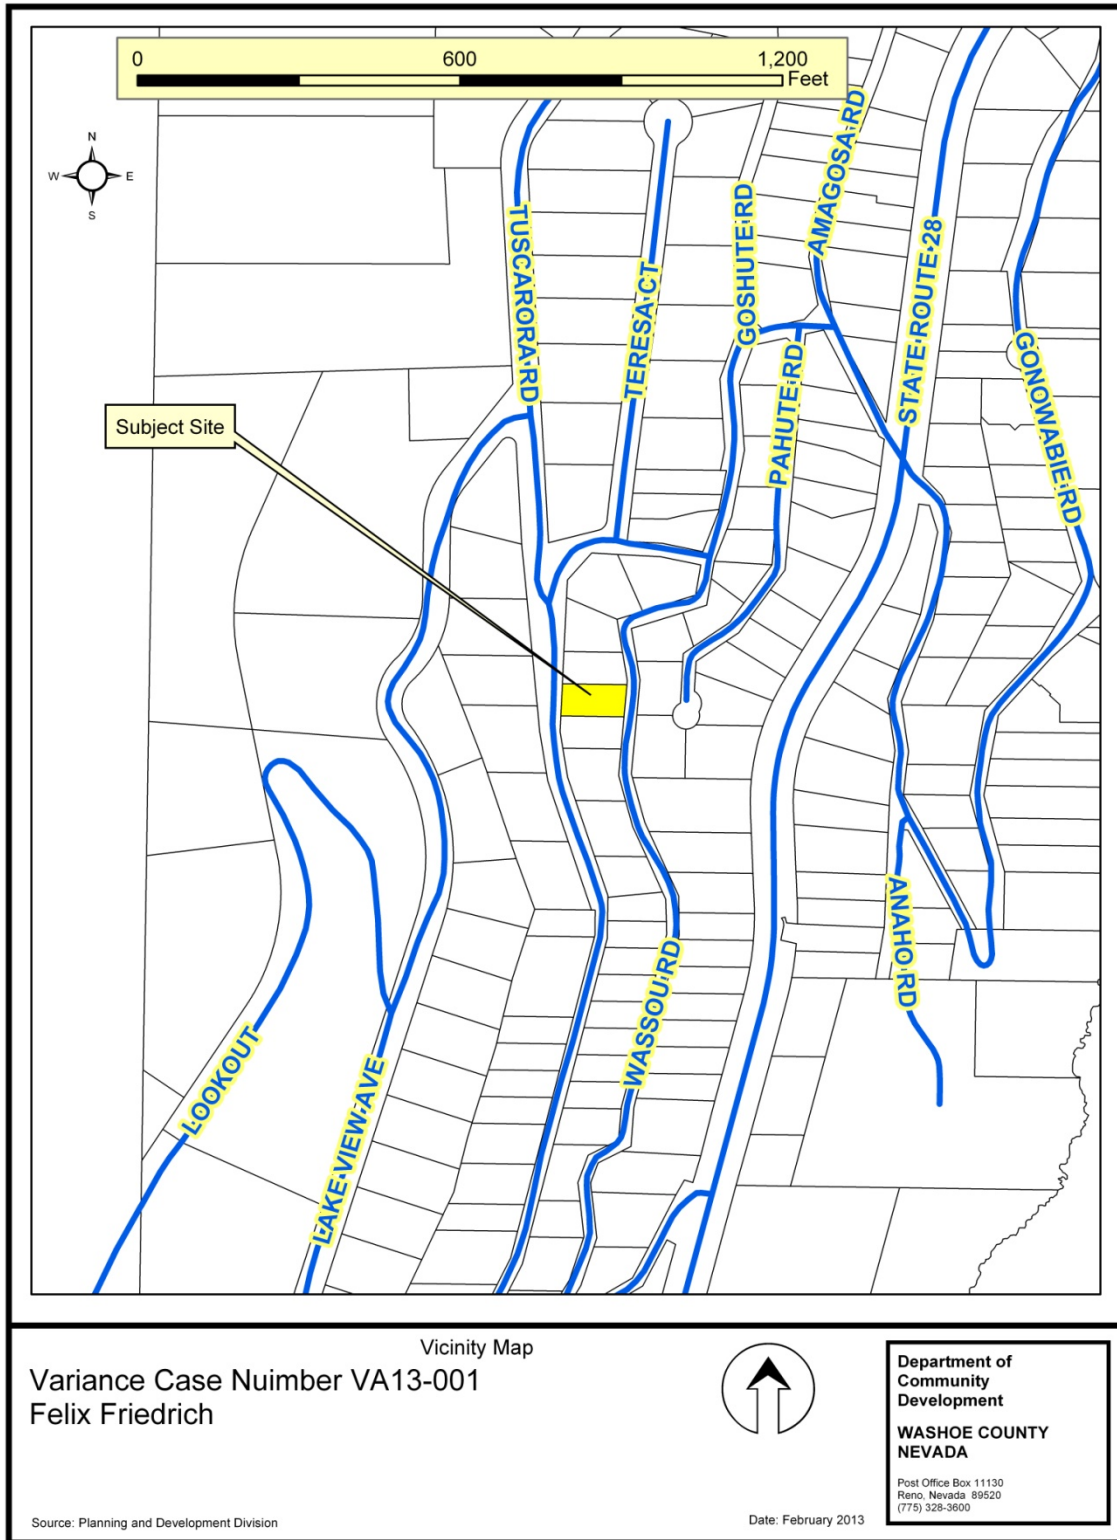 0 600 1,200
Feet
N
W E
S
TUSCARORA RD
TERESA CT
GOSHUTE RD
AMAGOSA RD
PAHUTE RD
STATE ROUTE 28
GONOWABIE RD
Subject Site
LOOKOUT
LAKE VIEW AVE
WASSOU RD
ANAHO RD
Vicinity Map
Variance Case Nuimber VA13-001
Felix Friedrich
Source: Planning and Development Division
Date: February 2013
Department of
Community
Development
WASHOE COUNTY
NEVADA
Post Office Box 11130
Reno, Nevada 89520
(775) 328-3600